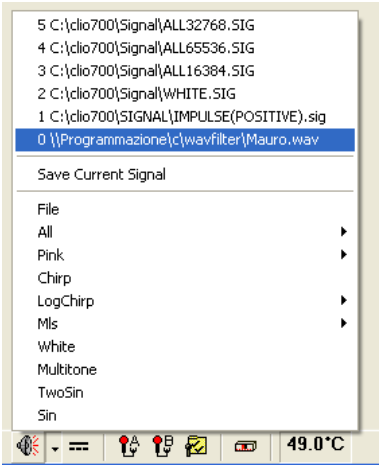 5 C:\clio700\Signal\ALL32768.SIG
4 C:\clio700\Signal\ALL65536.SIG
3 C:\clio700\Signal\ALL16384.SIG
2 C:\clio700\Signal\WHITE.SIG
1 C:\clio700\SIGNAL\IMPULSE(POSITIVE).sig
0 \\Programmazione\c\wavfilter\Mauro.wav
Save Current Signal
File
All
Pink
Chirp
LogChirp
Mls
White
Multitone
TwoSin
Sin
A B 49.0°C